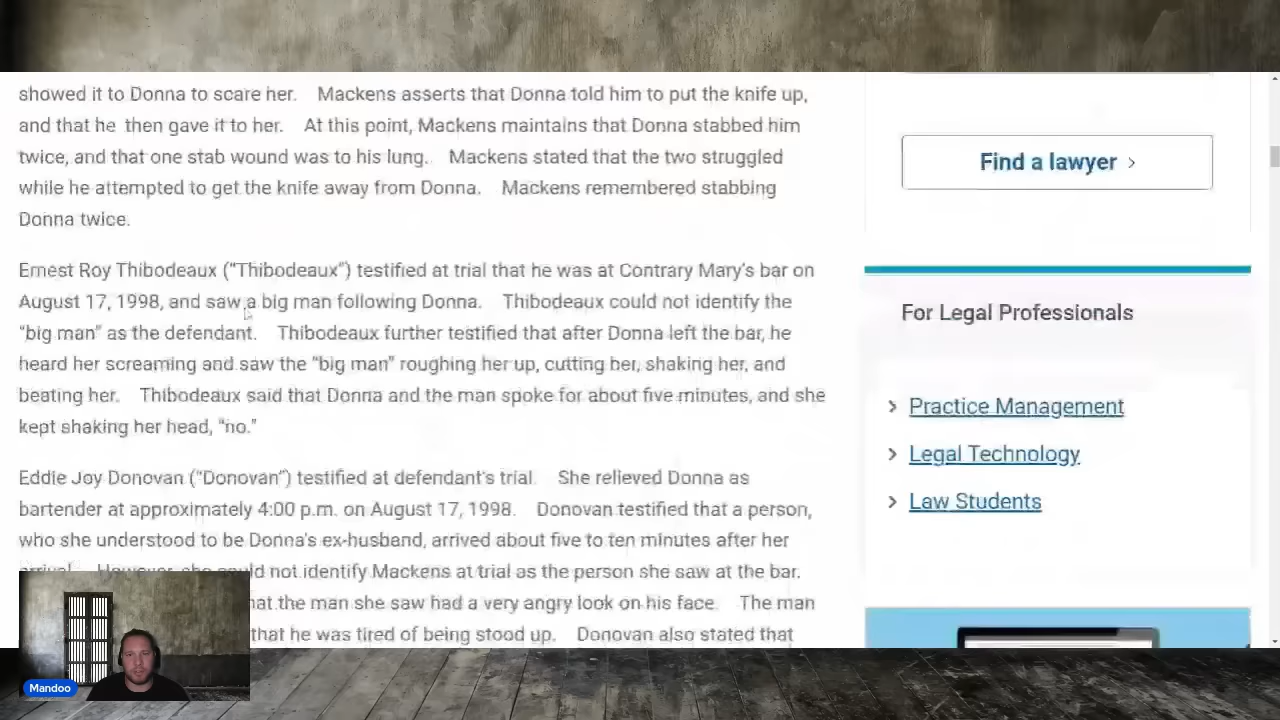 showed it to Donna to scare her. Mackens asserts that Donna told him to put the knife up,
and that he then gave it to her. At this point, Mackens maintains that Donna stabbed him
twice, and that one stab wound was to his lung. Mackens stated that the two struggled
while he attempted to get the knife away from Donna. Mackens remembered stabbing
Donna twice.
Ernest Roy Thibodeaux ("Thibodeaux") testified at trial that he was at Contrary Mary's bar on
August 17, 1998, and saw a big man following Donna. Thibodeaux could not identify the
"big man" as the defendant. Thibodeaux further testified that after Donna left the bar, he
heard her screaming and saw the "big man" roughing her up, cutting her, shaking her, and
beating her. Thibodeaux said that Donna and the man spoke for about five minutes, and she
kept shaking her head, "no."
Eddie Joy Donovan ("Donovan") testified at defendant's trial. She relieved Donna as
bartender at approximately 4:00 p.m. on August 17, 1998. Donovan testified that a person,
who she understood to be Donna's ex-husband, arrived about five to ten minutes after her
not identify Mackens at trial as the person she saw at the bar.
the man she saw had a very angry look on his face. The man
that he was tired of being stood up. Donovan also stated that
Find a lawyer >
For Legal Professionals
> Practice Management
> Legal Technology
> Law Students
Mandoo